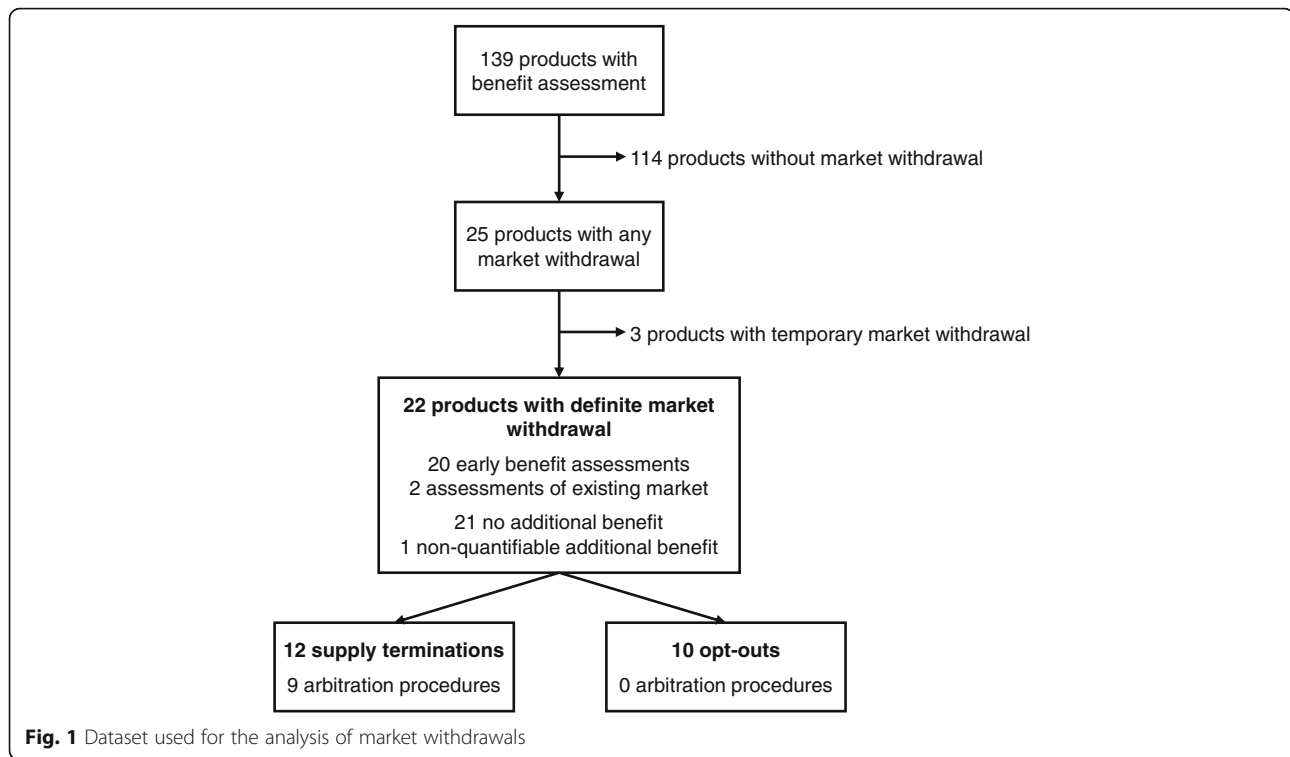 139 products with
benefit assessment
114 products without market withdrawal
25 products with any
market withdrawal
3 products with temporary market withdrawal
22 products with definite market
withdrawal
20 early benefit assessments
2 assessments of existing market
21 no additional benefit
1 non-quantifiable additional benefit
12 supply terminations
9 arbitration procedures
10 opt-outs
0 arbitration procedures
Fig. 1 Dataset used for the analysis of market withdrawals